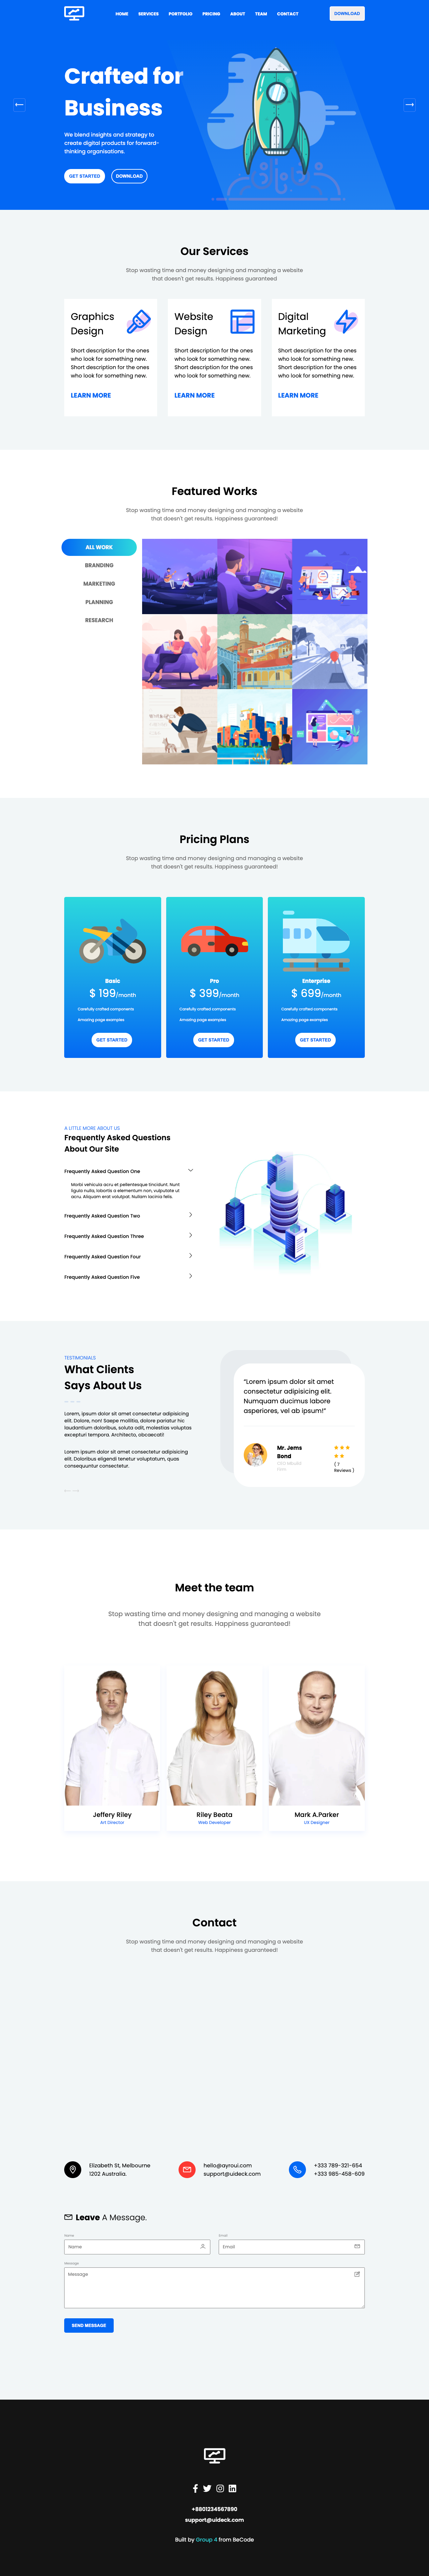 HOME SERVICES PORTFOLIO PRICING ABOUT TEAM CONTACT DOWNLOAD
Crafted for
Business
We blend insights and strategy to
create digital products for forward-
thinking organisations.
GET STARTED DOWNLOAD
Our Services
Stop wasting time and money designing and managing a website
that doesn't get results. Happiness guaranteed
Graphics
Design
Short description for the ones
who look for something new.
Short description for the ones
who look for something new.
LEARN MORE
Website
Design
Short description for the ones
who look for something new.
Short description for the ones
who look for something new.
LEARN MORE
Digital
Marketing
Short description for the ones
who look for something new.
Short description for the ones
who look for something new.
LEARN MORE
Featured Works
Stop wasting time and money designing and managing a website
that doesn't get results. Happiness guaranteed!
ALL WORK
BRANDING
MARKETING
PLANNING
RESEARCH
Pricing Plans
Stop wasting time and money designing and managing a website
that doesn't get results. Happiness guaranteed!
Basic
$ 199/month
Carefully crafted components
Amazing page examples
GET STARTED
Pro
$ 399/month
Carefully crafted components
Amazing page examples
GET STARTED
Enterprise
$ 699/month
Carefully crafted components
Amazing page examples
GET STARTED
A LITTLE MORE ABOUT US
Frequently Asked Questions
About Our Site
Frequently Asked Question One
Morbi vehicula arcu et pellentesque tincidunt. Nunt
ligula nulla, lobortis a elementum non, vulputate ut
arcu. Aliquam erat volutpat. Nullam lacinia felis.
Frequently Asked Question Two
Frequently Asked Question Three
Frequently Asked Question Four
Frequently Asked Question Five
TESTIMONIALS
What Clients
Says About Us
Lorem, ipsum dolor sit amet consectetur adipisicing
elit. Dolore, non! Saepe mollitia, dolore pariatur hic
laudantium doloribus, soluta odit, molestias voluptas
excepturi tempora. Architecto, obcaecati!
Lorem ipsum dolor sit amet consectetur adipisicing
elit. Doloribus eligendi tenetur voluptatum, quas
consequuntur consectetur.
“Lorem ipsum dolor sit amet
consectetur adipisicing elit.
Numquam ducimus labore
asperiores, vel ab ipsum!”
Mr. Jems
Bond
( 7
Reviews )
Meet the team
Stop wasting time and money designing and managing a website
that doesn't get results. Happiness guaranteed!
Jeffery Riley
Art Director
Riley Beata
Web Developer
Mark A.Parker
UX Designer
Contact
Stop wasting time and money designing and managing a website
that doesn't get results. Happiness guaranteed!
Elizabeth St, Melbourne
1202 Australia.
hello@ayroui.com
support@uideck.com
+333 789-321-654
+333 985-458-609
Leave A Message.
Name
Name
Email
Email
Message
Message
SEND MESSAGE
+8801234567890
support@uideck.com
Built by Group 4 from BeCode